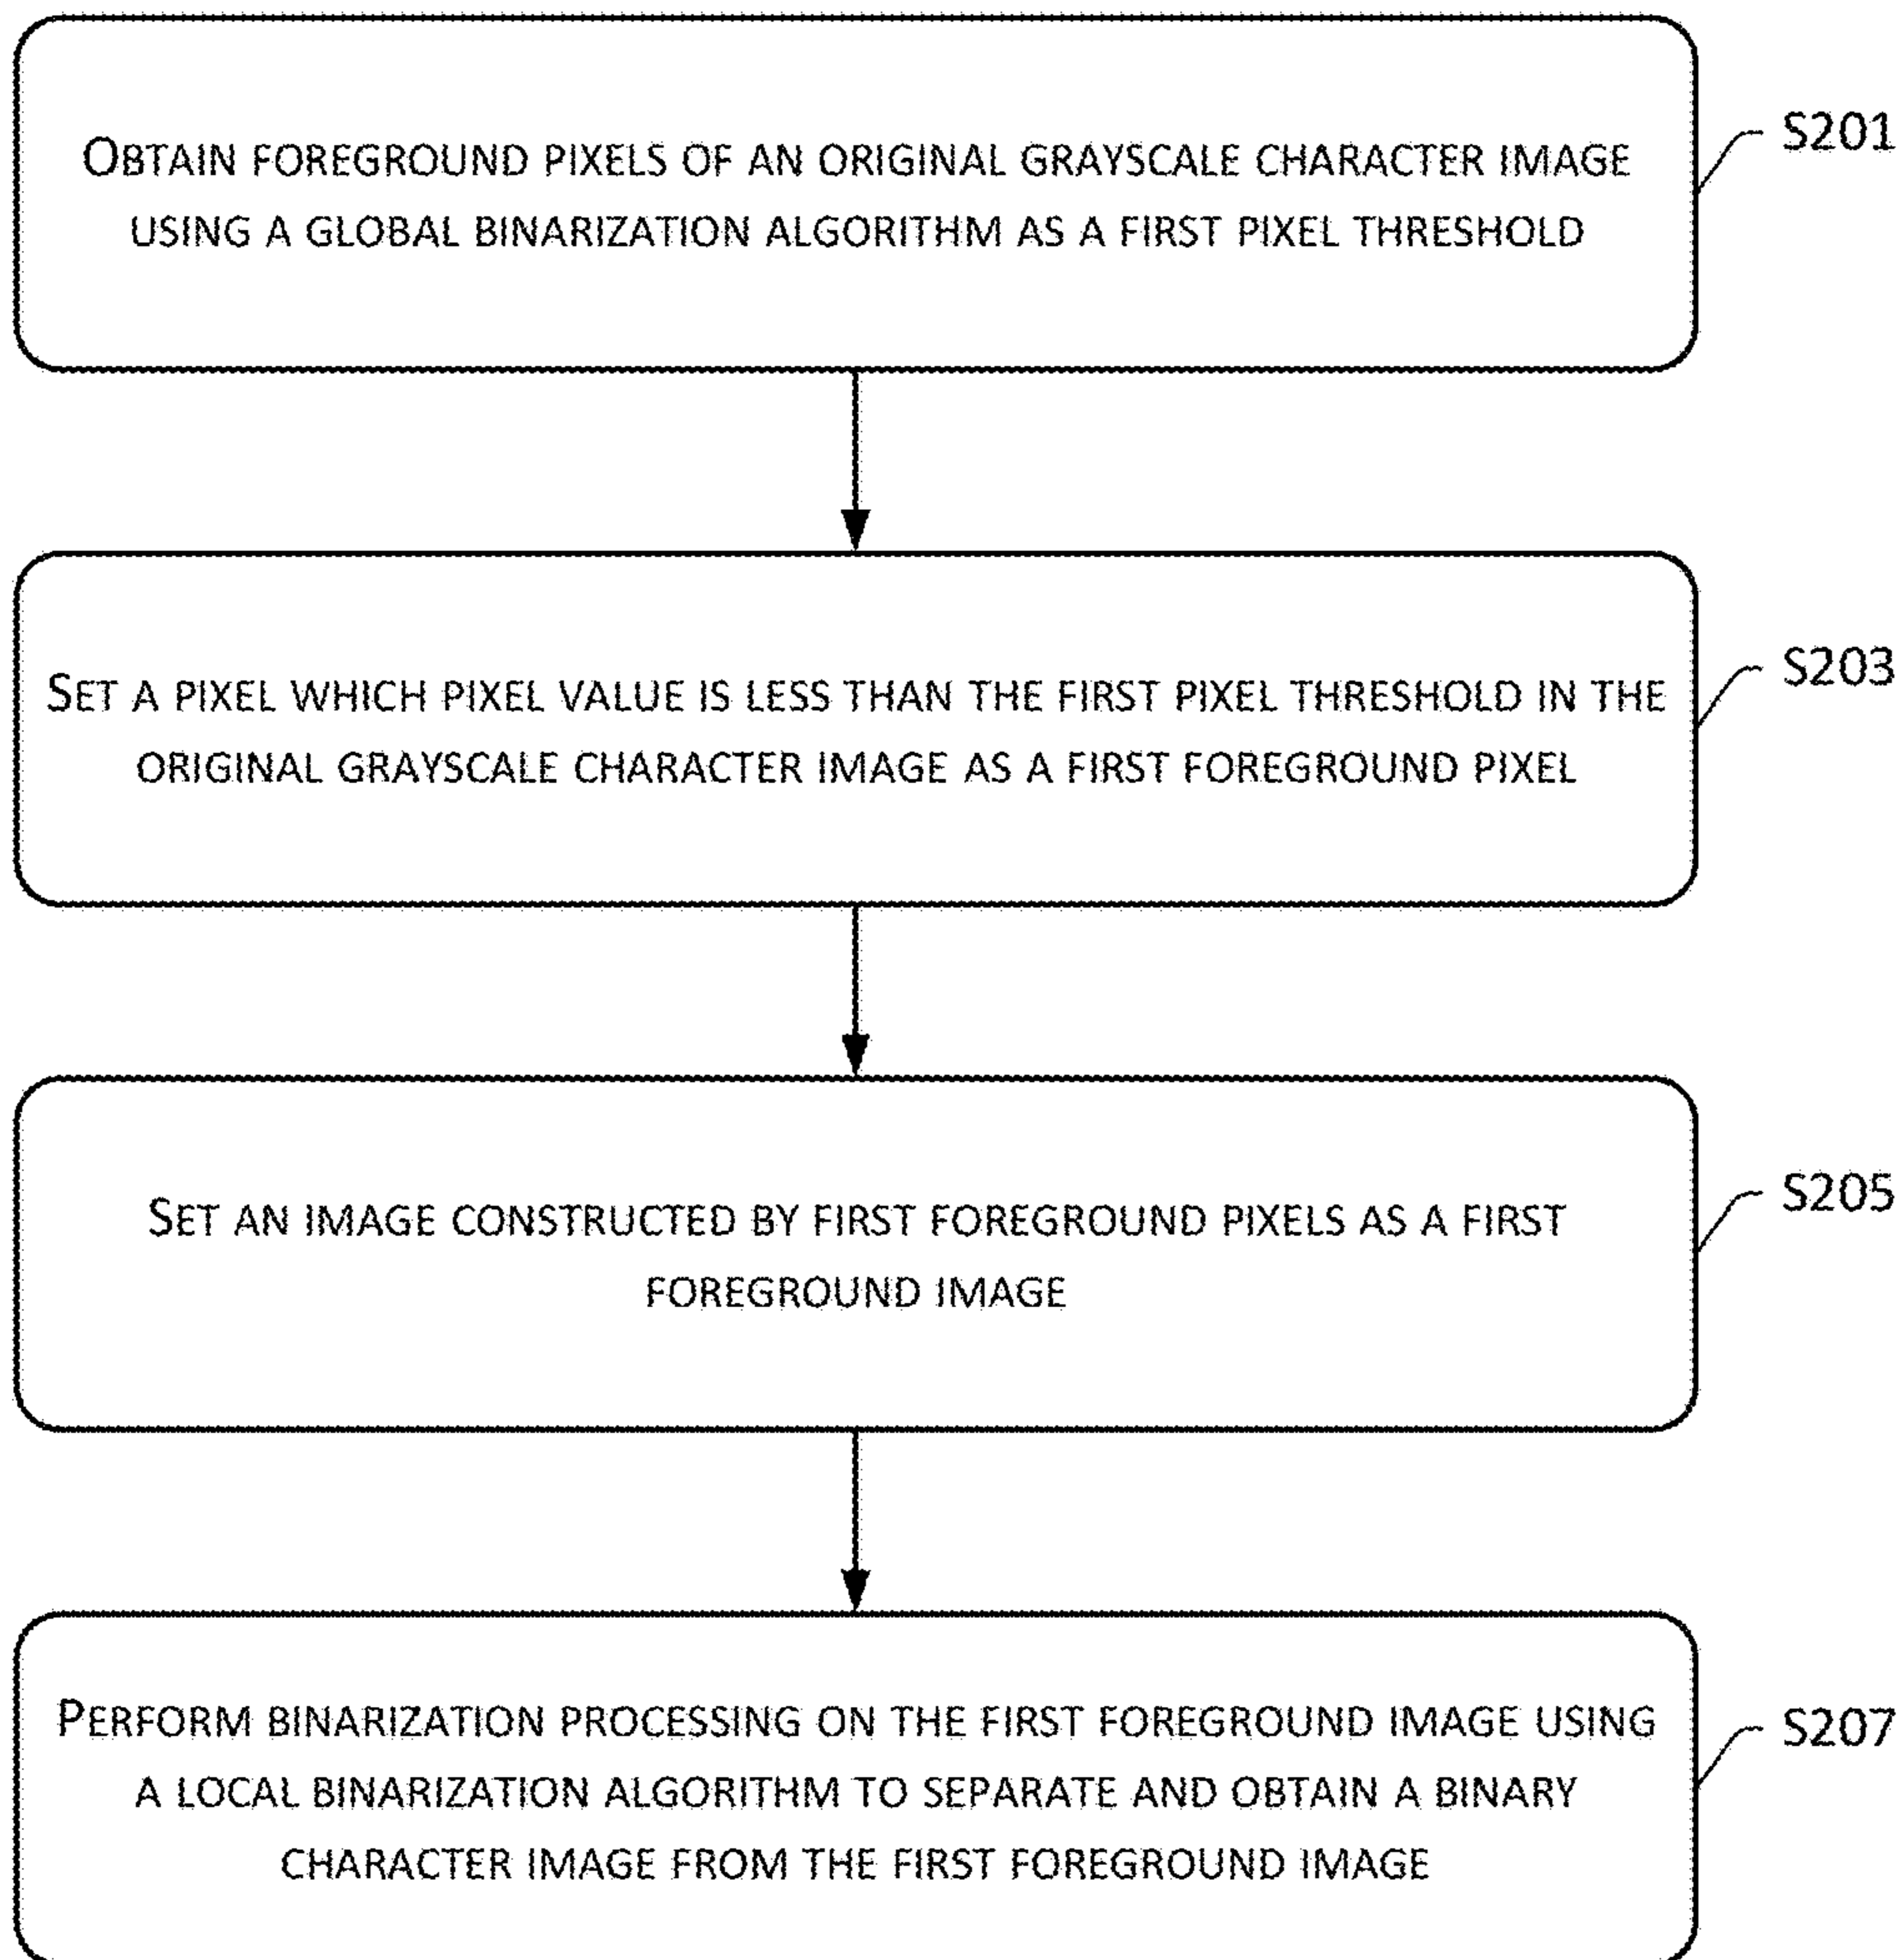 OBTAIN FOREGROUND PIXELS OF AN ORIGINAL GRAYSCALE CHARACTER IMAGE
USING A GLOBAL BINARIZATION ALGORITHM AS A FIRST PIXEL THRESHOLD
S201
SET A PIXEL WHICH PIXEL VALUE IS LESS THAN THE FIRST PIXEL THRESHOLD IN THE
ORIGINAL GRAYSCALE CHARACTER IMAGE AS A FIRST FOREGROUND PIXEL
S203
SET AN IMAGE CONSTRUCTED BY FIRST FOREGROUND PIXELS AS A FIRST
FOREGROUND IMAGE
S205
PERFORM BINARIZATION PROCESSING ON THE FIRST FOREGROUND IMAGE USING
A LOCAL BINARIZATION ALGORITHM TO SEPARATE AND OBTAIN A BINARY
CHARACTER IMAGE FROM THE FIRST FOREGROUND IMAGE
S207